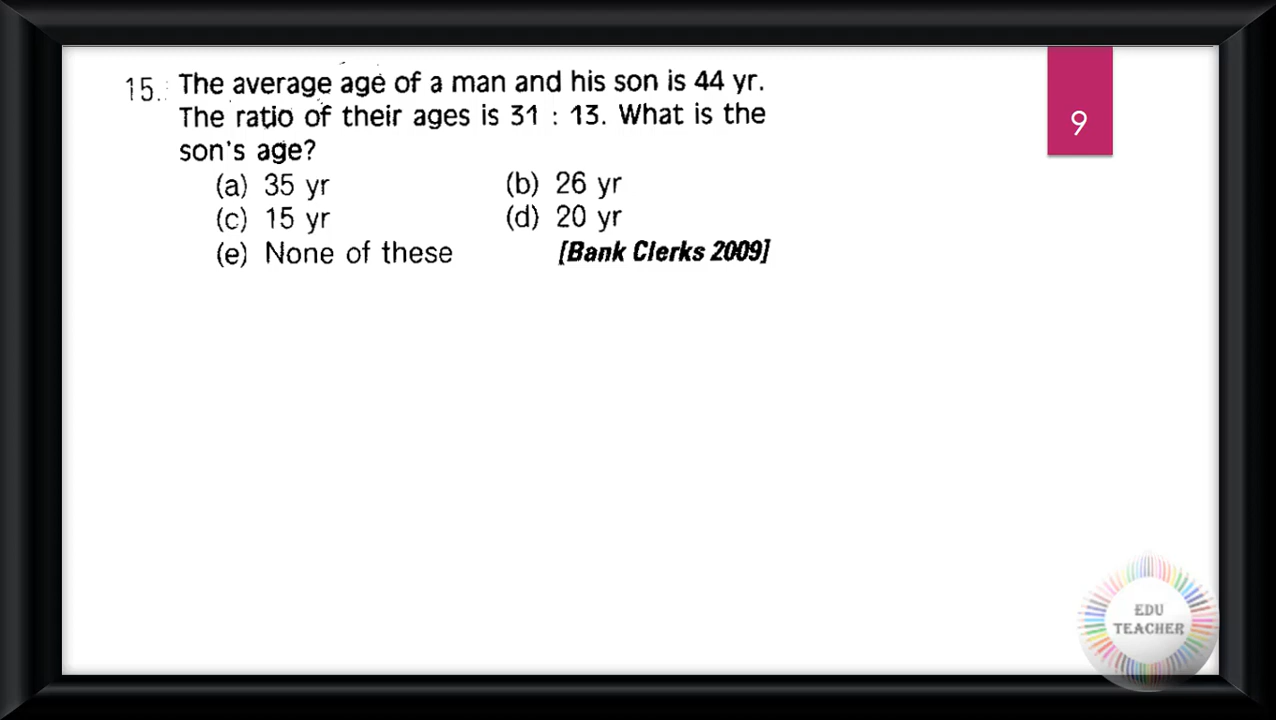 15. The average age of a man and his son is 44 yr.
The ratio of their ages is 31 : 13. What is the
son's age?
(a) 35 yr (b) 26 yr
(c) 15 yr (d) 20 yr
(e) None of these [Bank Clerks 2009]
9
EDU
TEACHER